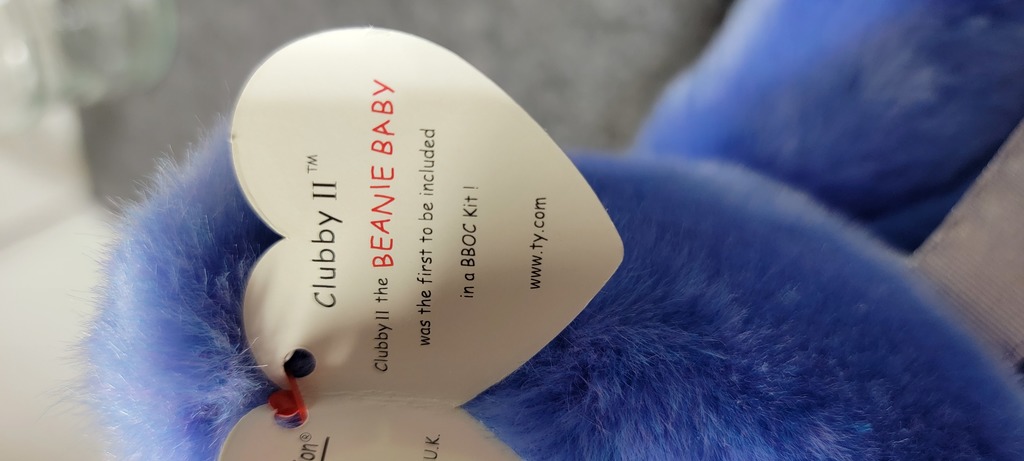 Clubby II™
Clubby II the BEANIE BABY
was the first to be included
in a BBOC Kit !
www.ty.com
ion®
U.K.